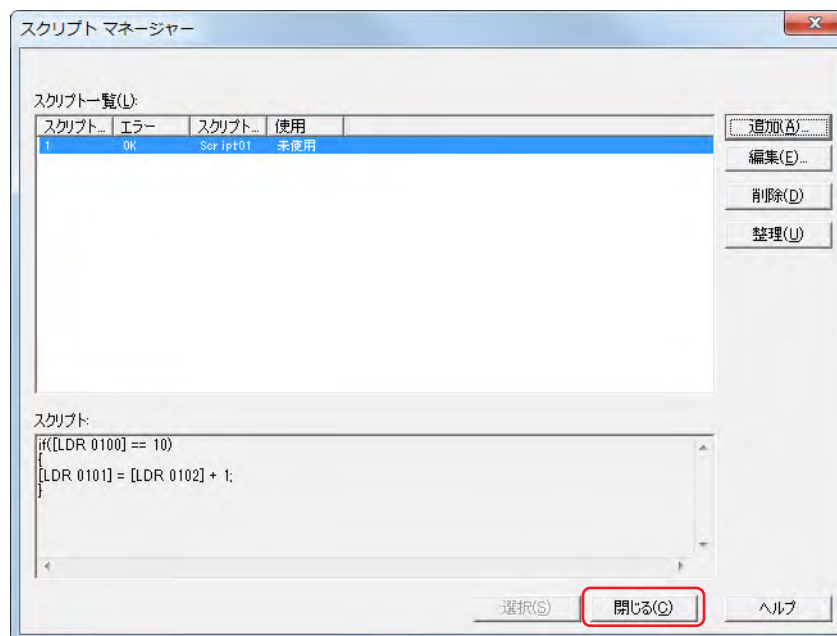 スクリプト マネージャー
スクリプト一覧(L):
スクリプト... エラー スクリプト... 使用
1 OK Script01 未使用
追加(A)...
編集(E)...
削除(D)
整理(U)
スクリプト:
if([LDR 0100] == 10)
{
[LDR 0101] = [LDR 0102] + 1;
}
選択(S) 閉じる(C) ヘルプ